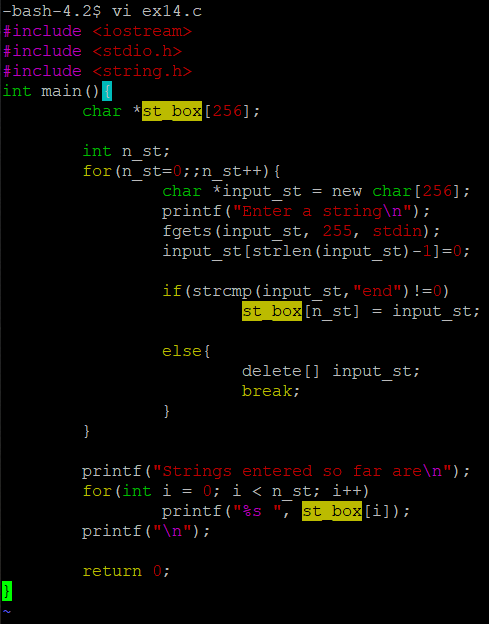 -bash-4.2$ vi ex14.c
#include <iostream>
#include <stdio.h>
#include <string.h>
int main(){
        char *st_box[256];

        int n_st;
        for(n_st=0;;n_st++){
                char *input_st = new char[256];
                printf("Enter a string\n");
                fgets(input_st, 255, stdin);
                input_st[strlen(input_st)-1]=0;

                if(strcmp(input_st,"end")!=0)
                        st_box[n_st] = input_st;

                else{
                        delete[] input_st;
                        break;
                }
        }

        printf("Strings entered so far are\n");
        for(int i = 0; i < n_st; i++)
                printf("%s ", st_box[i]);
        printf("\n");

        return 0;
}
~